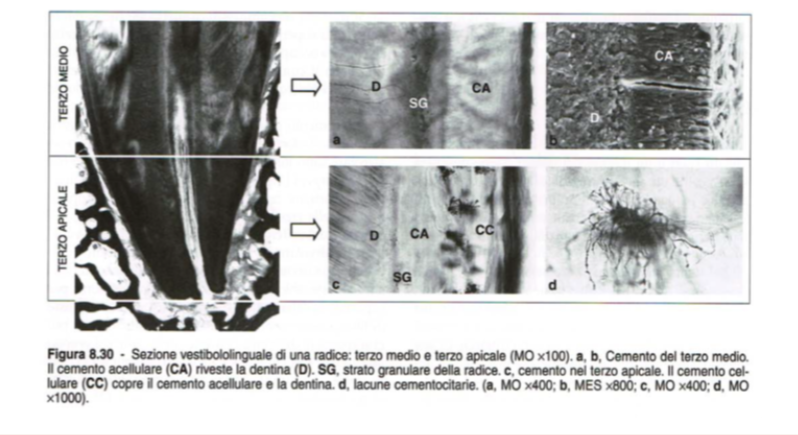 TERZO MEDIO
D
SG
CA
a
CA
D
b
TERZO APICALE
D
CA
CC
SG
c
d
Figura 8.30 - Sezione vestibololinguale di una radice: terzo medio e terzo apicale (MO ×100). a, b, Cemento del terzo medio.
Il cemento acellulare (CA) riveste la dentina (D). SG, strato granulare della radice. c, cemento nel terzo apicale. Il cemento cel-
lulare (CC) copre il cemento acellulare e la dentina. d, lacune cementocitarie. (a, MO ×400; b, MES ×800; c, MO ×400; d, MO
×1000).